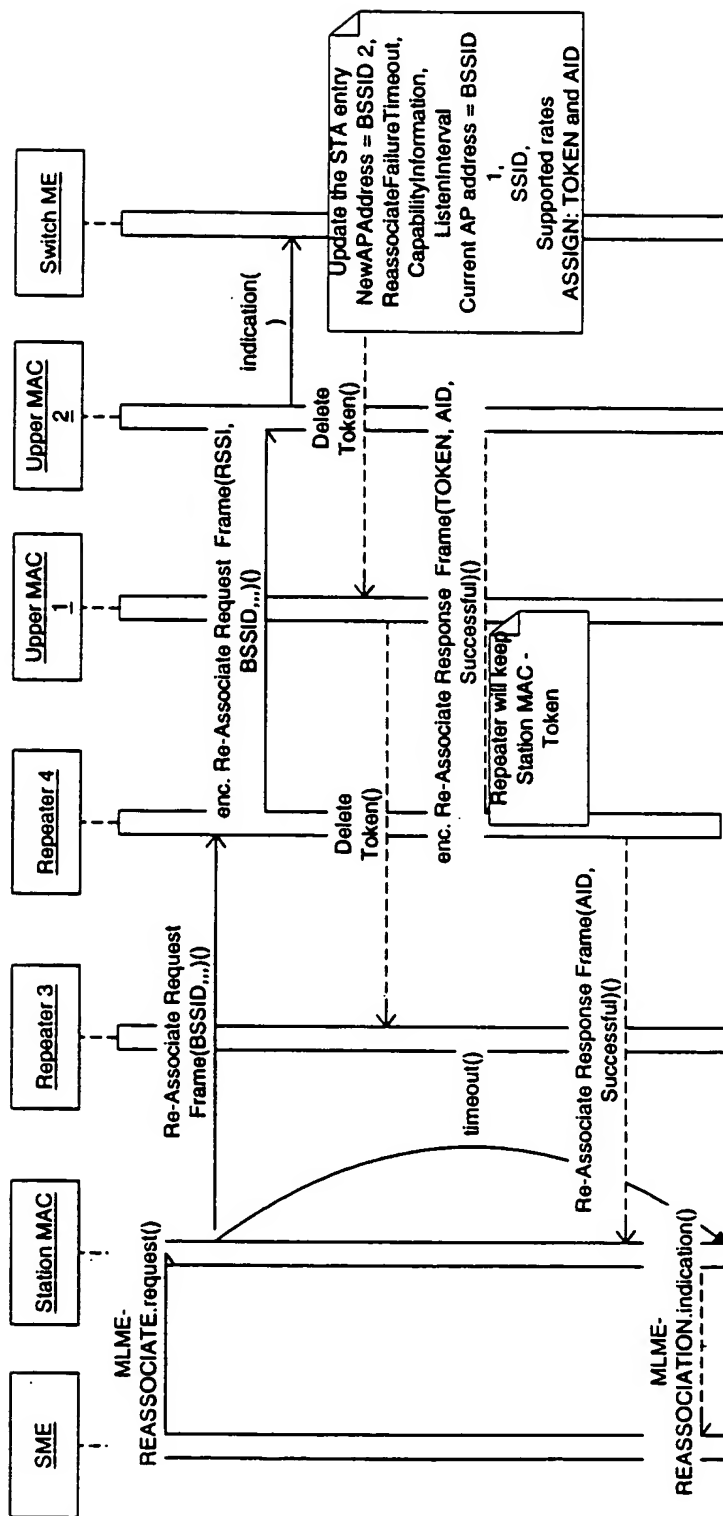 SME
Station MAC
Repeater 3
Repeater 4
Upper MAC
1
Upper MAC
2
Switch ME
MLME-
REASSOCIATE.request()
Re-Associate Request
Frame(BSSID,,,)()
enc. Re-Associate Request Frame(RSSI,
BSSID,,,)()
indication(
)
Update the STA entry
NewAPAddress = BSSID 2,
ReassociateFailureTimeout,
CapabilityInformation,
ListenInterval
Current AP address = BSSID
1,
SSID,
Supported rates
ASSIGN: TOKEN and AID
Delete
Token()
Delete
Token()
timeout()
enc. Re-Associate Response Frame(TOKEN, AID,
Successful)()
Repeater will keep
Station MAC -
Token
Re-Associate Response Frame(AID,
Successful)()
MLME-
REASSOCIATION.indication()